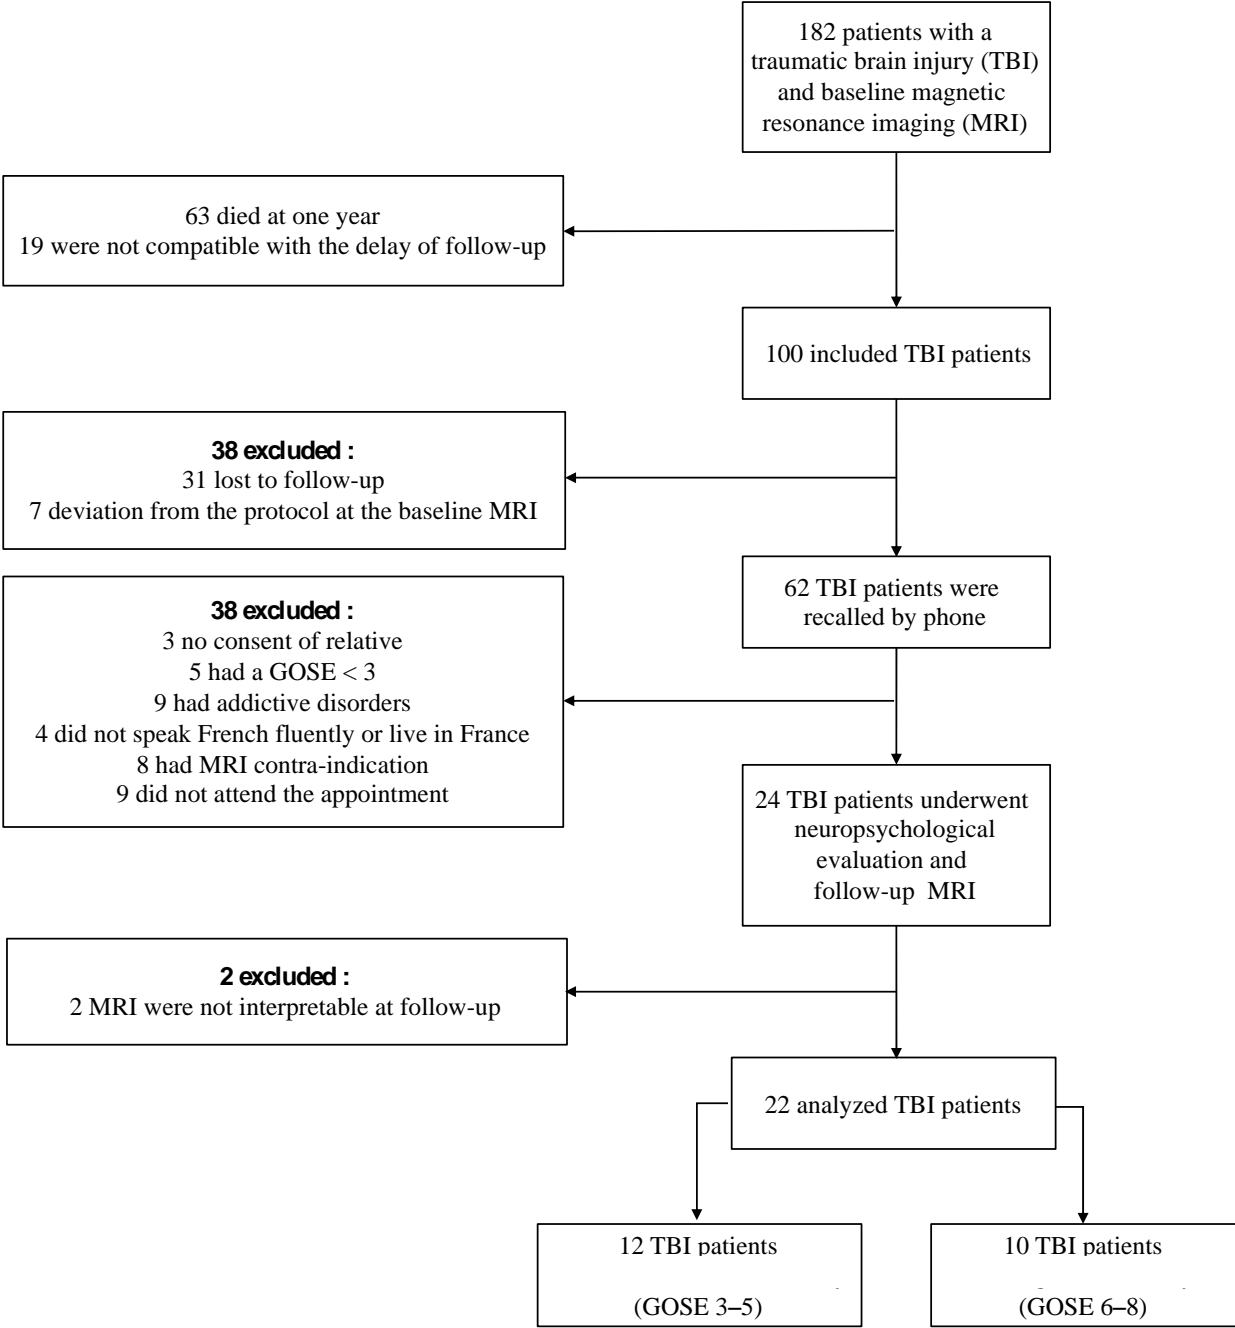 182 patients with a
traumatic brain injury (TBI)
and baseline magnetic
resonance imaging (MRI)
63 died at one year
19 were not compatible with the delay of follow-up
100 included TBI patients
38 excluded :
31 lost to follow-up
7 deviation from the protocol at the baseline MRI
62 TBI patients were
recalled by phone
38 excluded :
3 no consent of relative
5 had a GOSE < 3
9 had addictive disorders
4 did not speak French fluently or live in France
8 had MRI contra-indication
9 did not attend the appointment
24 TBI patients underwent
neuropsychological
evaluation and
follow-up MRI
2 excluded :
2 MRI were not interpretable at follow-up
22 analyzed TBI patients
12 TBI patients
(GOSE 3–5)
10 TBI patients
(GOSE 6–8)